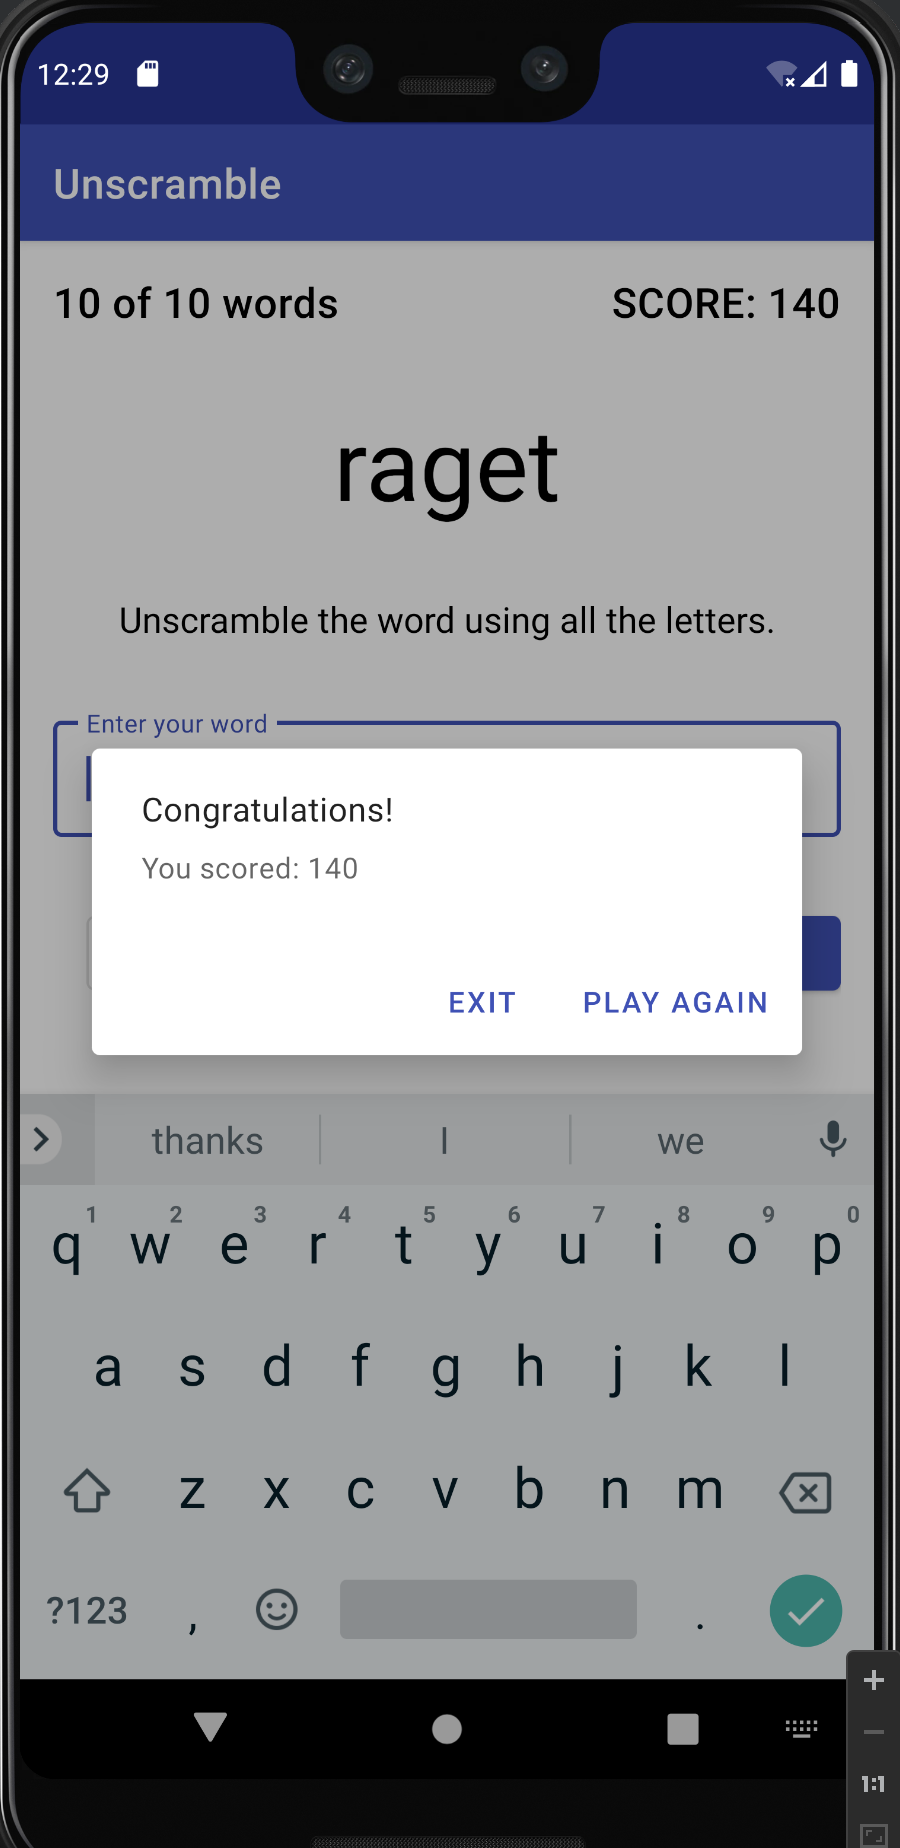 12:29
Unscramble
10 of 10 words SCORE: 140
raget
Unscramble the word using all the letters.
Enter your word
Congratulations!
You scored: 140
EXIT PLAY AGAIN
thanks I we
1 2 3 4 5 6 7 8 9 0
q w e r t y u i o p
a s d f g h j k l
z x c v b n m
?123 , .
1:1